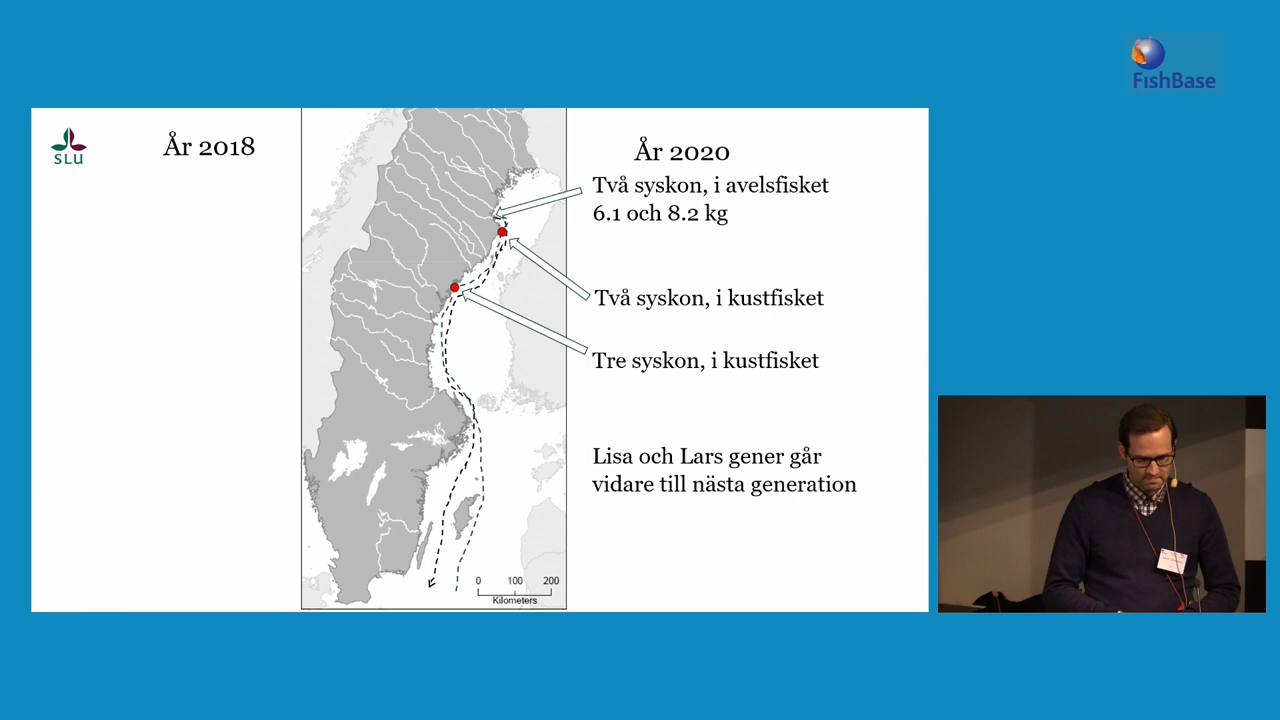 FishBase
SLU
År 2018
År 2020
Två syskon, i avelsfisket
6.1 och 8.2 kg
Två syskon, i kustfisket
Tre syskon, i kustfisket
Lisa och Lars gener går
vidare till nästa generation
0 100 200
Kilometers